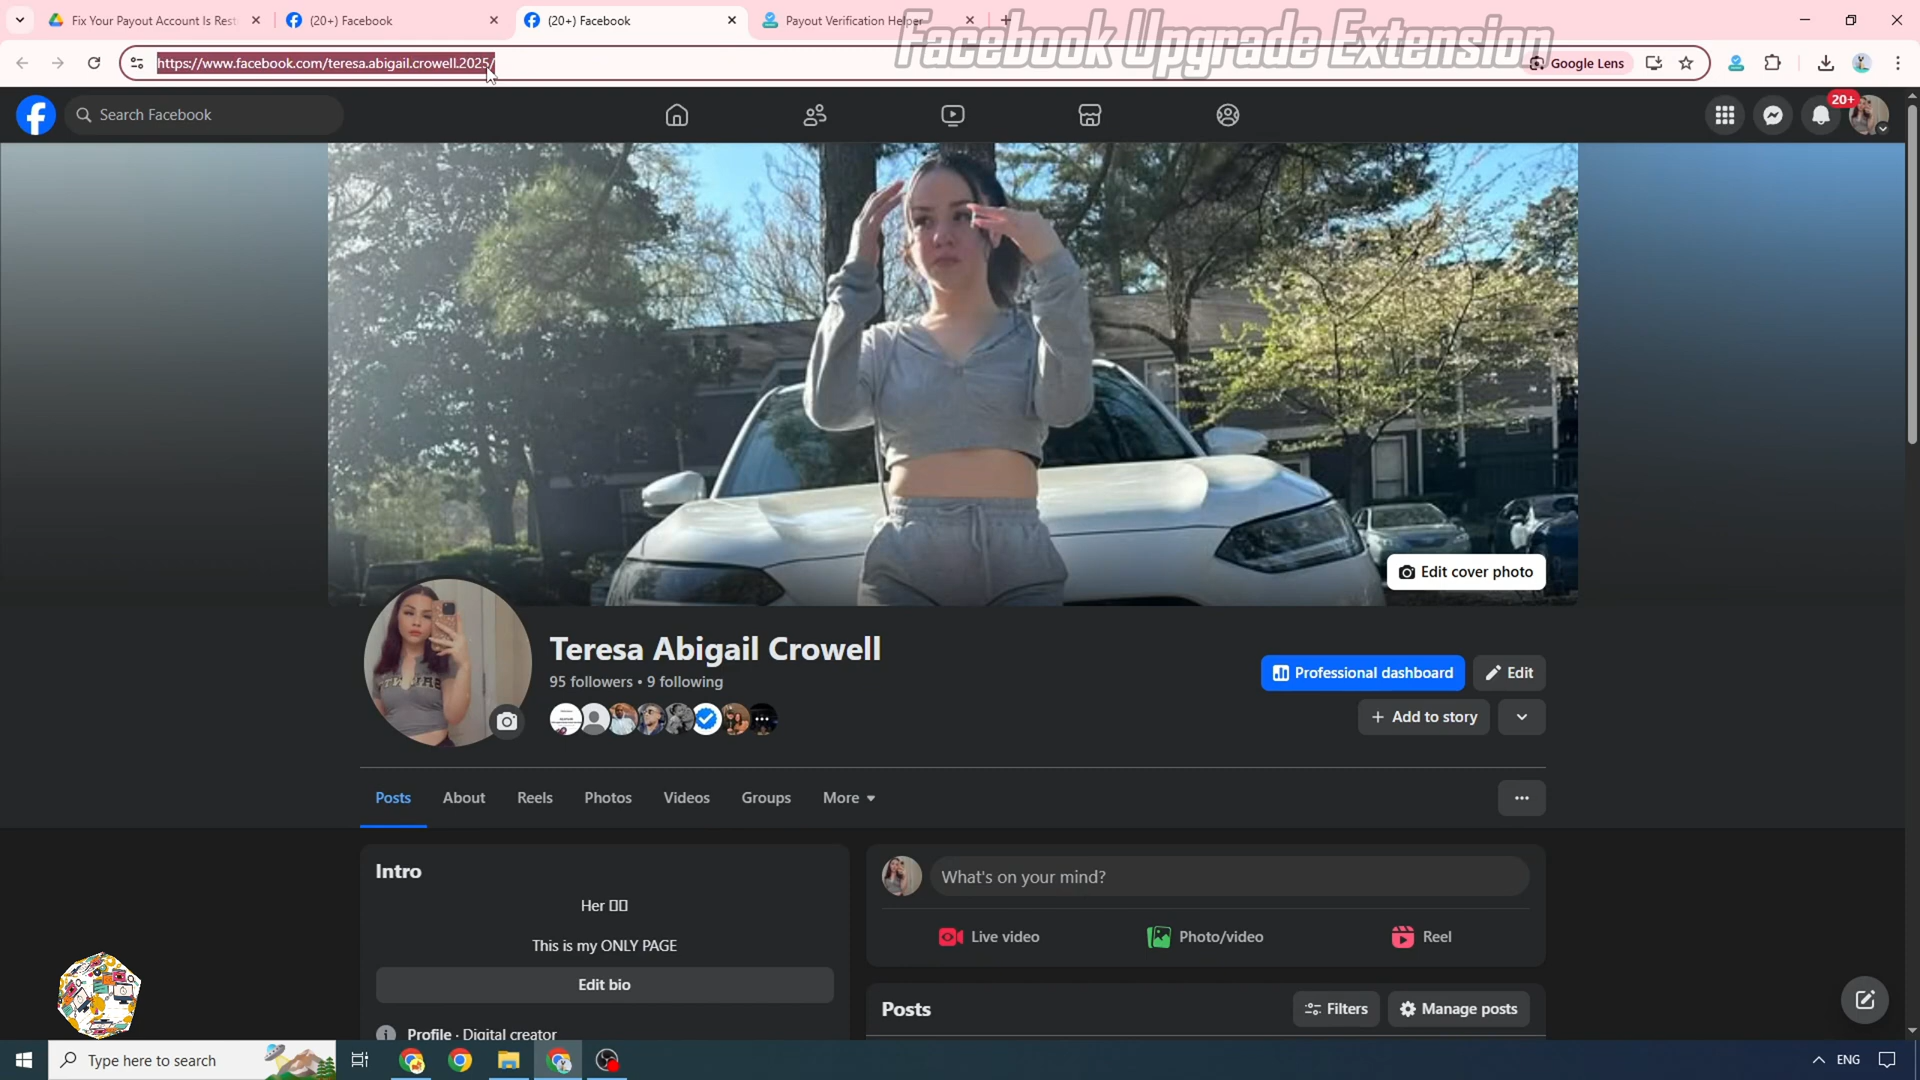 Fix Your Payout Account Is Rest
(20+) Facebook
(20+) Facebook
Payout Verification Helper
Facebook Upgrade Extension
https://www.facebook.com/teresa.abigail.crowell.2025/
Google Lens
Search Facebook
20+
Edit cover photo
Teresa Abigail Crowell
95 followers • 9 following
Professional dashboard
Edit
+ Add to story
Posts
About
Reels
Photos
Videos
Groups
More
Intro
Her
This is my ONLY PAGE
Edit bio
Profile · Digital creator
What's on your mind?
Live video
Photo/video
Reel
Posts
Filters
Manage posts
Type here to search
ENG